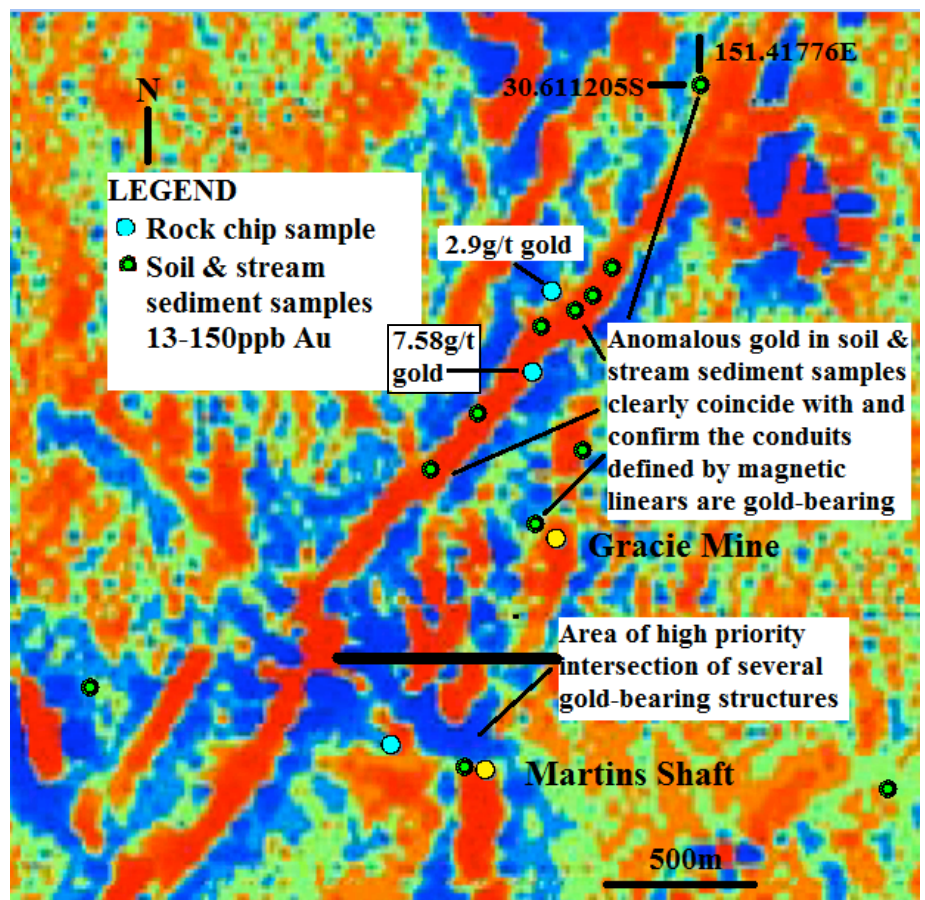 151.41776E
30.611205S
N
LEGEND
Rock chip sample
Soil & stream
sediment samples
13-150ppb Au
2.9g/t gold
7.58g/t
gold
Anomalous gold in soil &
stream sediment samples
clearly coincide with and
confirm the conduits
defined by magnetic
linears are gold-bearing
Gracie Mine
Area of high priority
intersection of several
gold-bearing structures
Martins Shaft
500m